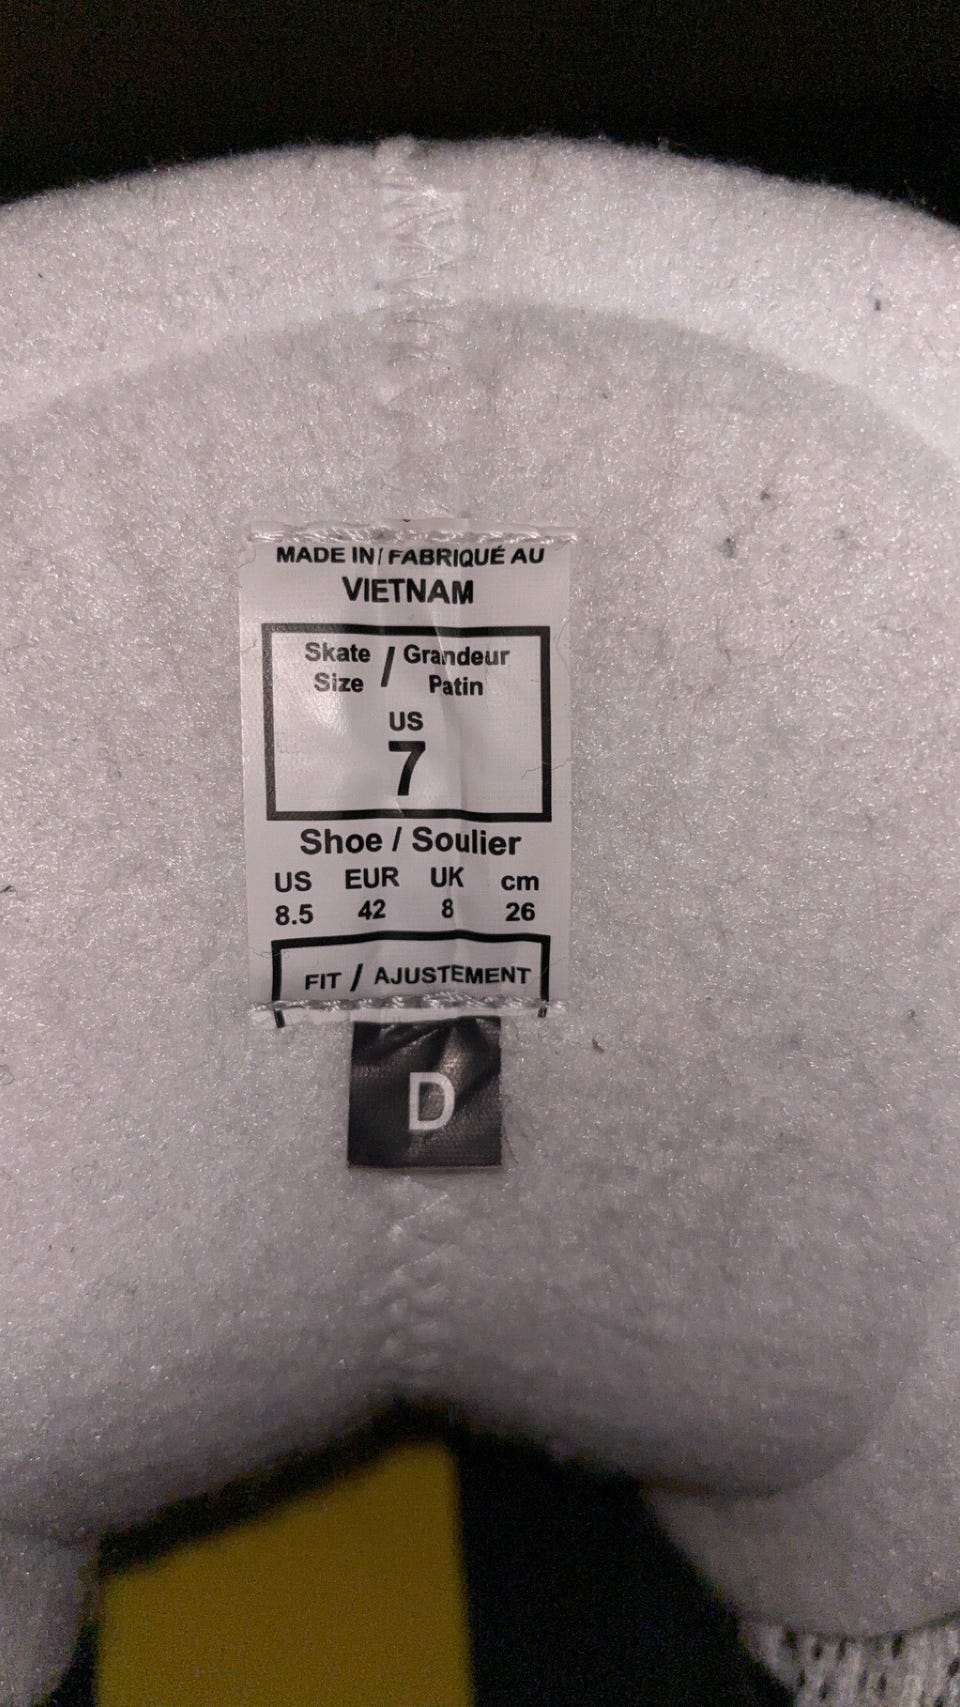 MADE IN / FABRIQUÉ AU
VIETNAM
Skate / Grandeur
Size Patin
US
7
Shoe / Soulier
US EUR UK cm
8.5 42 8 26
FIT / AJUSTEMENT
D